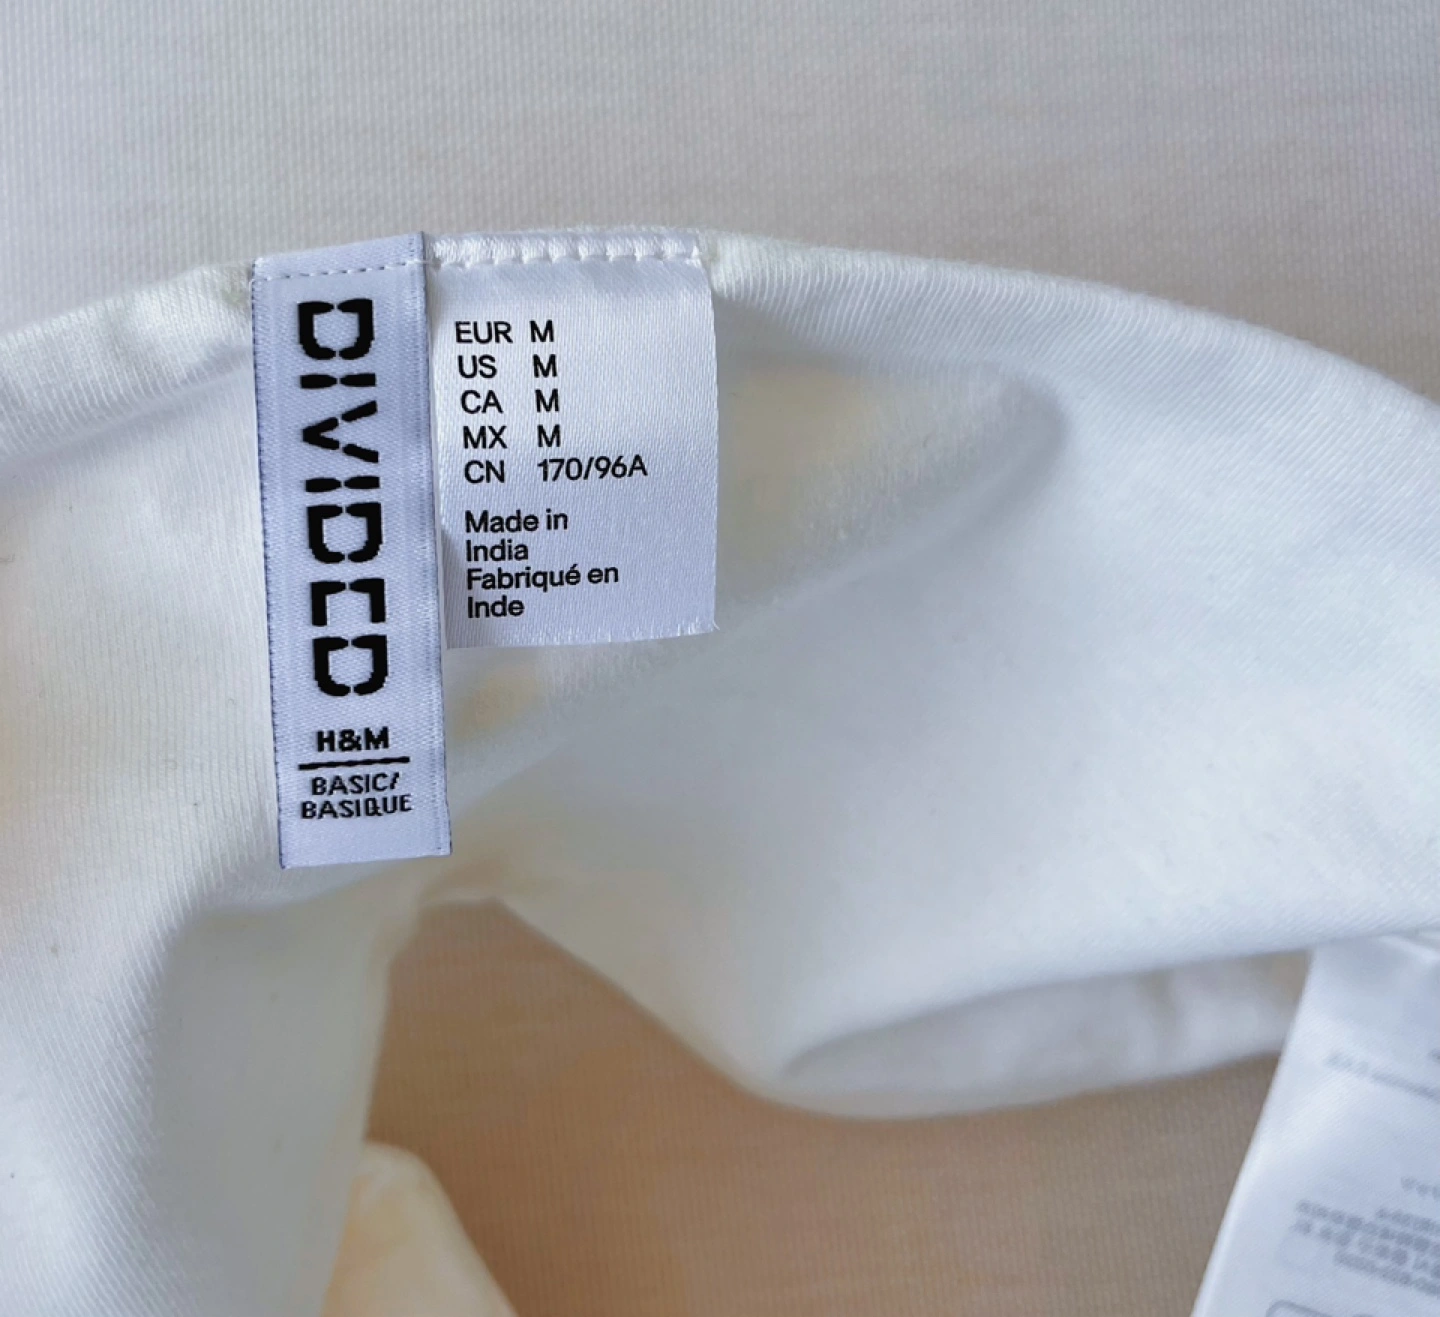 DIVIDED
H&M
BASIC/
BASIQUE
EUR M
US M
CA M
MX M
CN 170/96A
Made in
India
Fabriqué en
Inde